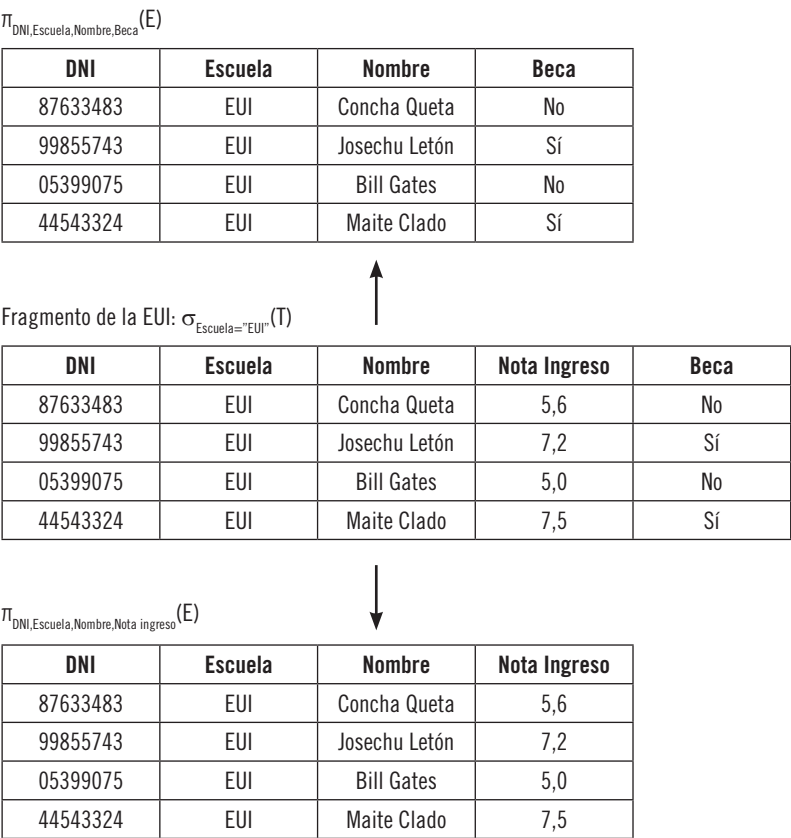 π DNI,Escuela,Nombre,Beca(E)
DNI Escuela Nombre Beca
87633483 EUI Concha Queta No
99855743 EUI Josechu Letón Sí
05399075 EUI Bill Gates No
44543324 EUI Maite Clado Sí
Fragmento de la EUI: σ Escuela="EUI"(T)
DNI Escuela Nombre Nota Ingreso Beca
87633483 EUI Concha Queta 5,6 No
99855743 EUI Josechu Letón 7,2 Sí
05399075 EUI Bill Gates 5,0 No
44543324 EUI Maite Clado 7,5 Sí
π DNI,Escuela,Nombre,Nota ingreso(E)
DNI Escuela Nombre Nota Ingreso
87633483 EUI Concha Queta 5,6
99855743 EUI Josechu Letón 7,2
05399075 EUI Bill Gates 5,0
44543324 EUI Maite Clado 7,5